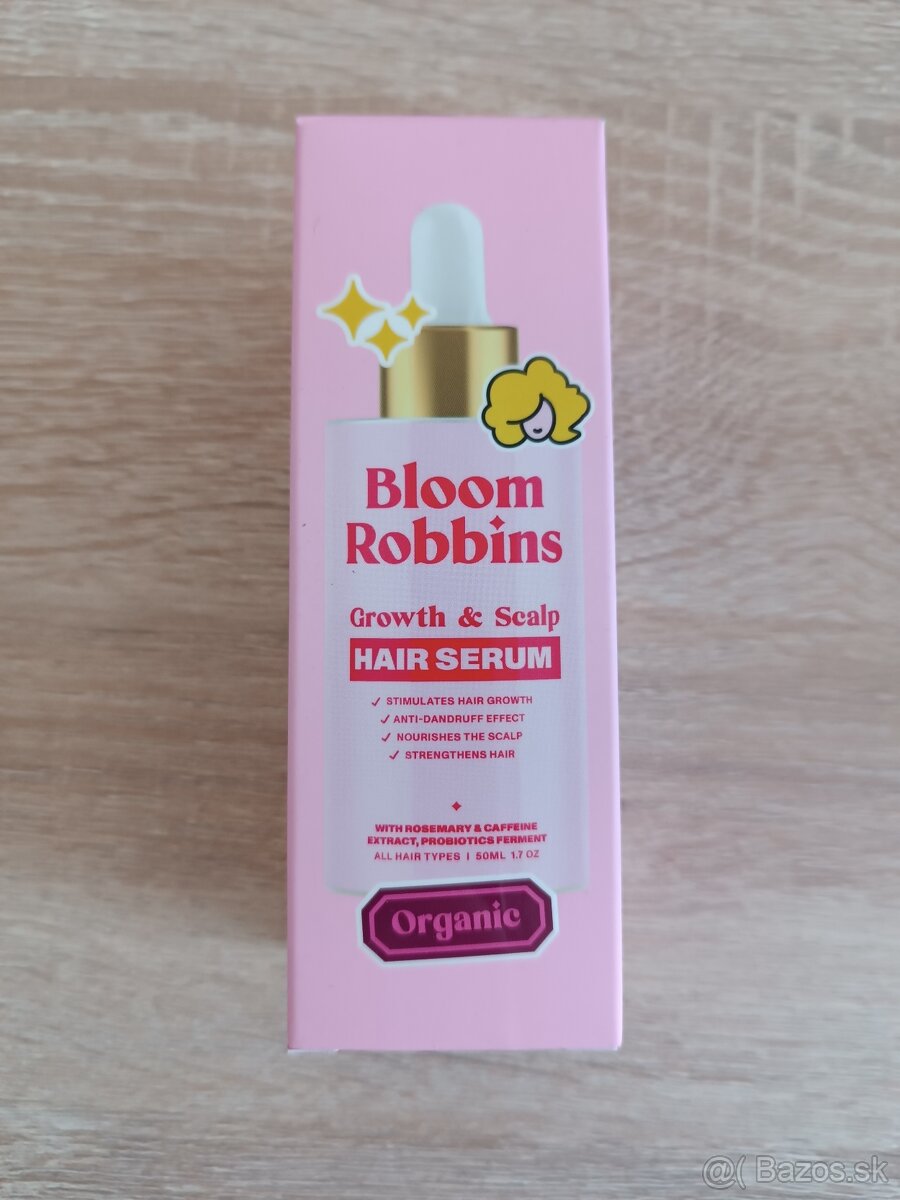 Bloom
Robbins
Growth & Scalp
HAIR SERUM
✓ STIMULATES HAIR GROWTH
✓ ANTI-DANDRUFF EFFECT
✓ NOURISHES THE SCALP
✓ STRENGTHENS HAIR
WITH ROSEMARY & CAFFEINE
EXTRACT, PROBIOTICS FERMENT
ALL HAIR TYPES | 50ML 1.7 OZ
Organic
@( Bazos.sk